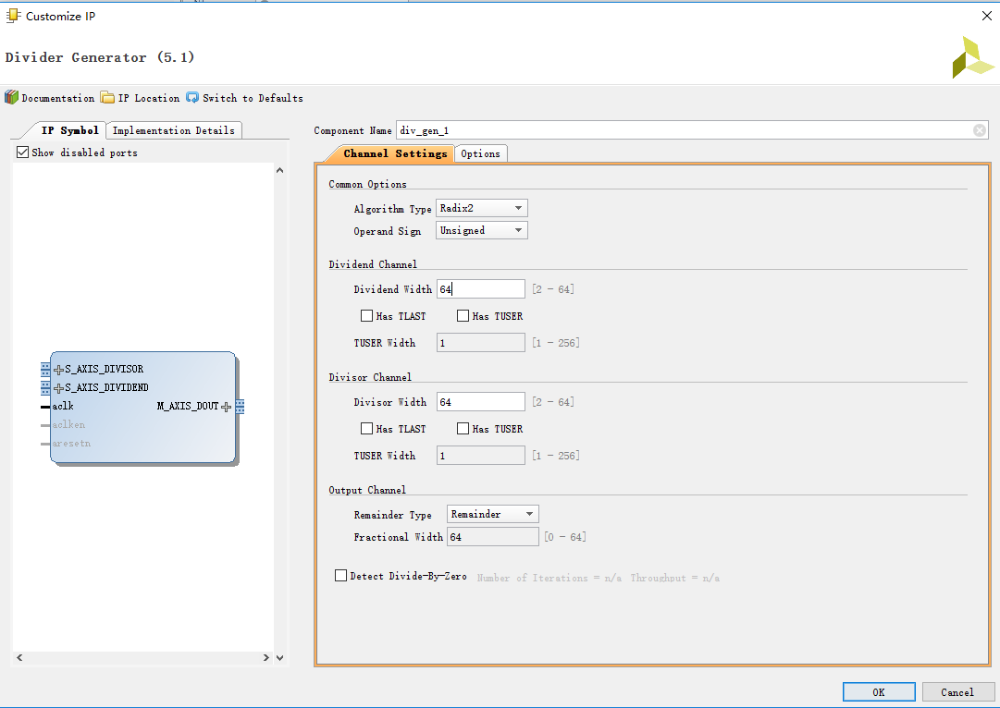 Customize IP
Divider Generator (5.1)
Documentation IP Location Switch to Defaults
IP Symbol Implementation Details
Show disabled ports
S_AXIS_DIVISOR
S_AXIS_DIVIDEND
aclk M_AXIS_DOUT
aclken
aresetn
Component Name div_gen_1
Channel Settings Options
Common Options
Algorithm Type Radix2
Operand Sign Unsigned
Dividend Channel
Dividend Width 64 [2 - 64]
Has TLAST Has TUSER
TUSER Width 1 [1 - 256]
Divisor Channel
Divisor Width 64 [2 - 64]
Has TLAST Has TUSER
TUSER Width 1 [1 - 256]
Output Channel
Remainder Type Remainder
Fractional Width 64 [0 - 64]
Detect Divide-By-Zero Number of Iterations = n/a Throughput = n/a
OK Cancel